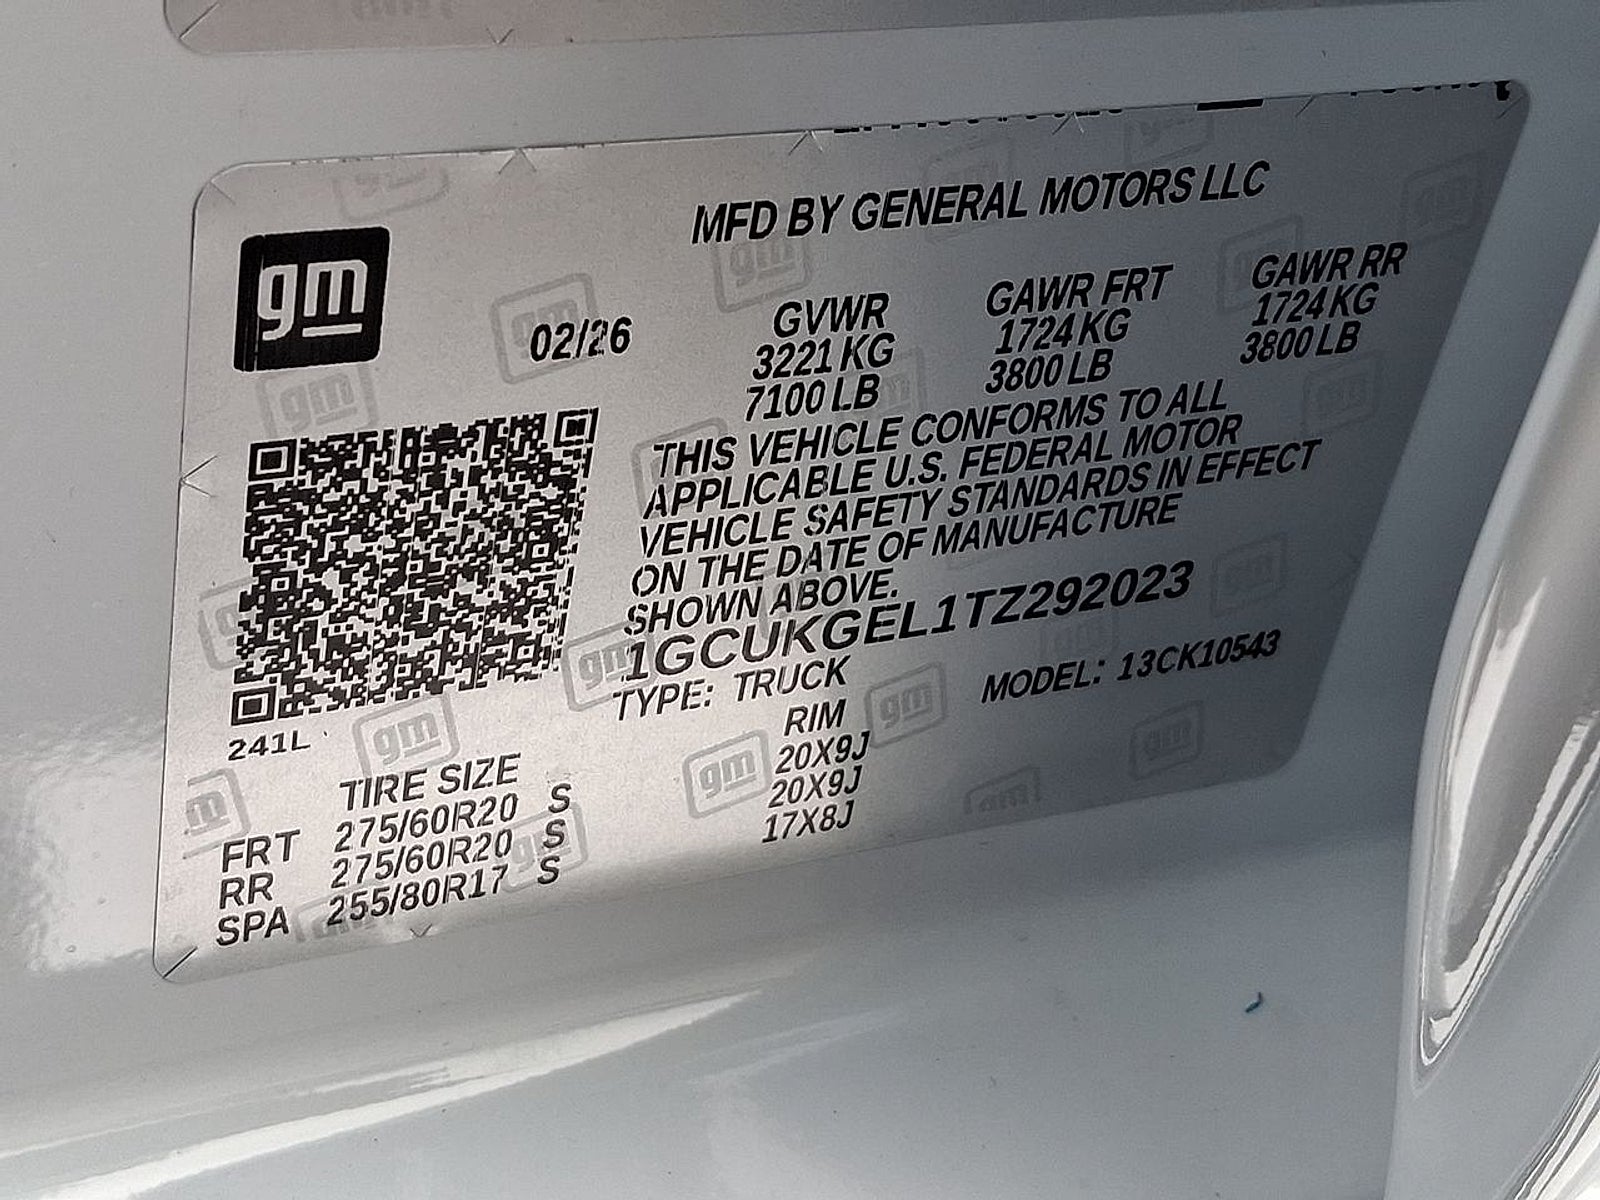 MFD BY GENERAL MOTORS LLC
gm
02/26
GVWR GAWR FRT GAWR RR
3221 KG 1724 KG 1724 KG
7100 LB 3800 LB 3800 LB
THIS VEHICLE CONFORMS TO ALL
APPLICABLE U.S. FEDERAL MOTOR
VEHICLE SAFETY STANDARDS IN EFFECT
ON THE DATE OF MANUFACTURE
SHOWN ABOVE.
1GCUKGEL1TZ292023
TYPE: TRUCK MODEL: 13CK10543
241L
TIRE SIZE RIM
FRT 275/60R20 S 20X9J
RR 275/60R20 S 20X9J
SPA 255/80R17 S 17X8J